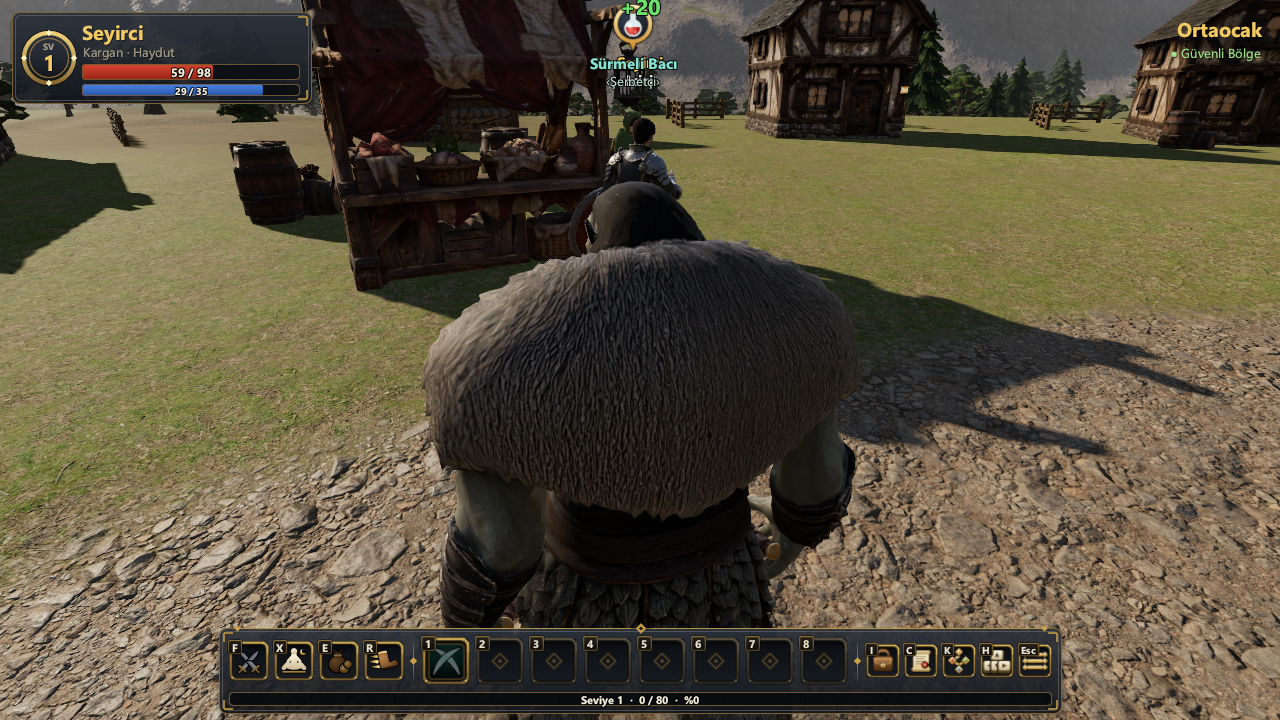 +20
SV
1
Seyirci
Kargan · Haydut
59 / 98
29 / 35
Sürmeli Bacı
‹Şerbetçi›
Ortaocak
Güvenli Bölge
F
X
E
R
1
2
3
4
5
6
7
8
I
C
K
H
Esc
Seviye 1 · 0 / 80 · %0